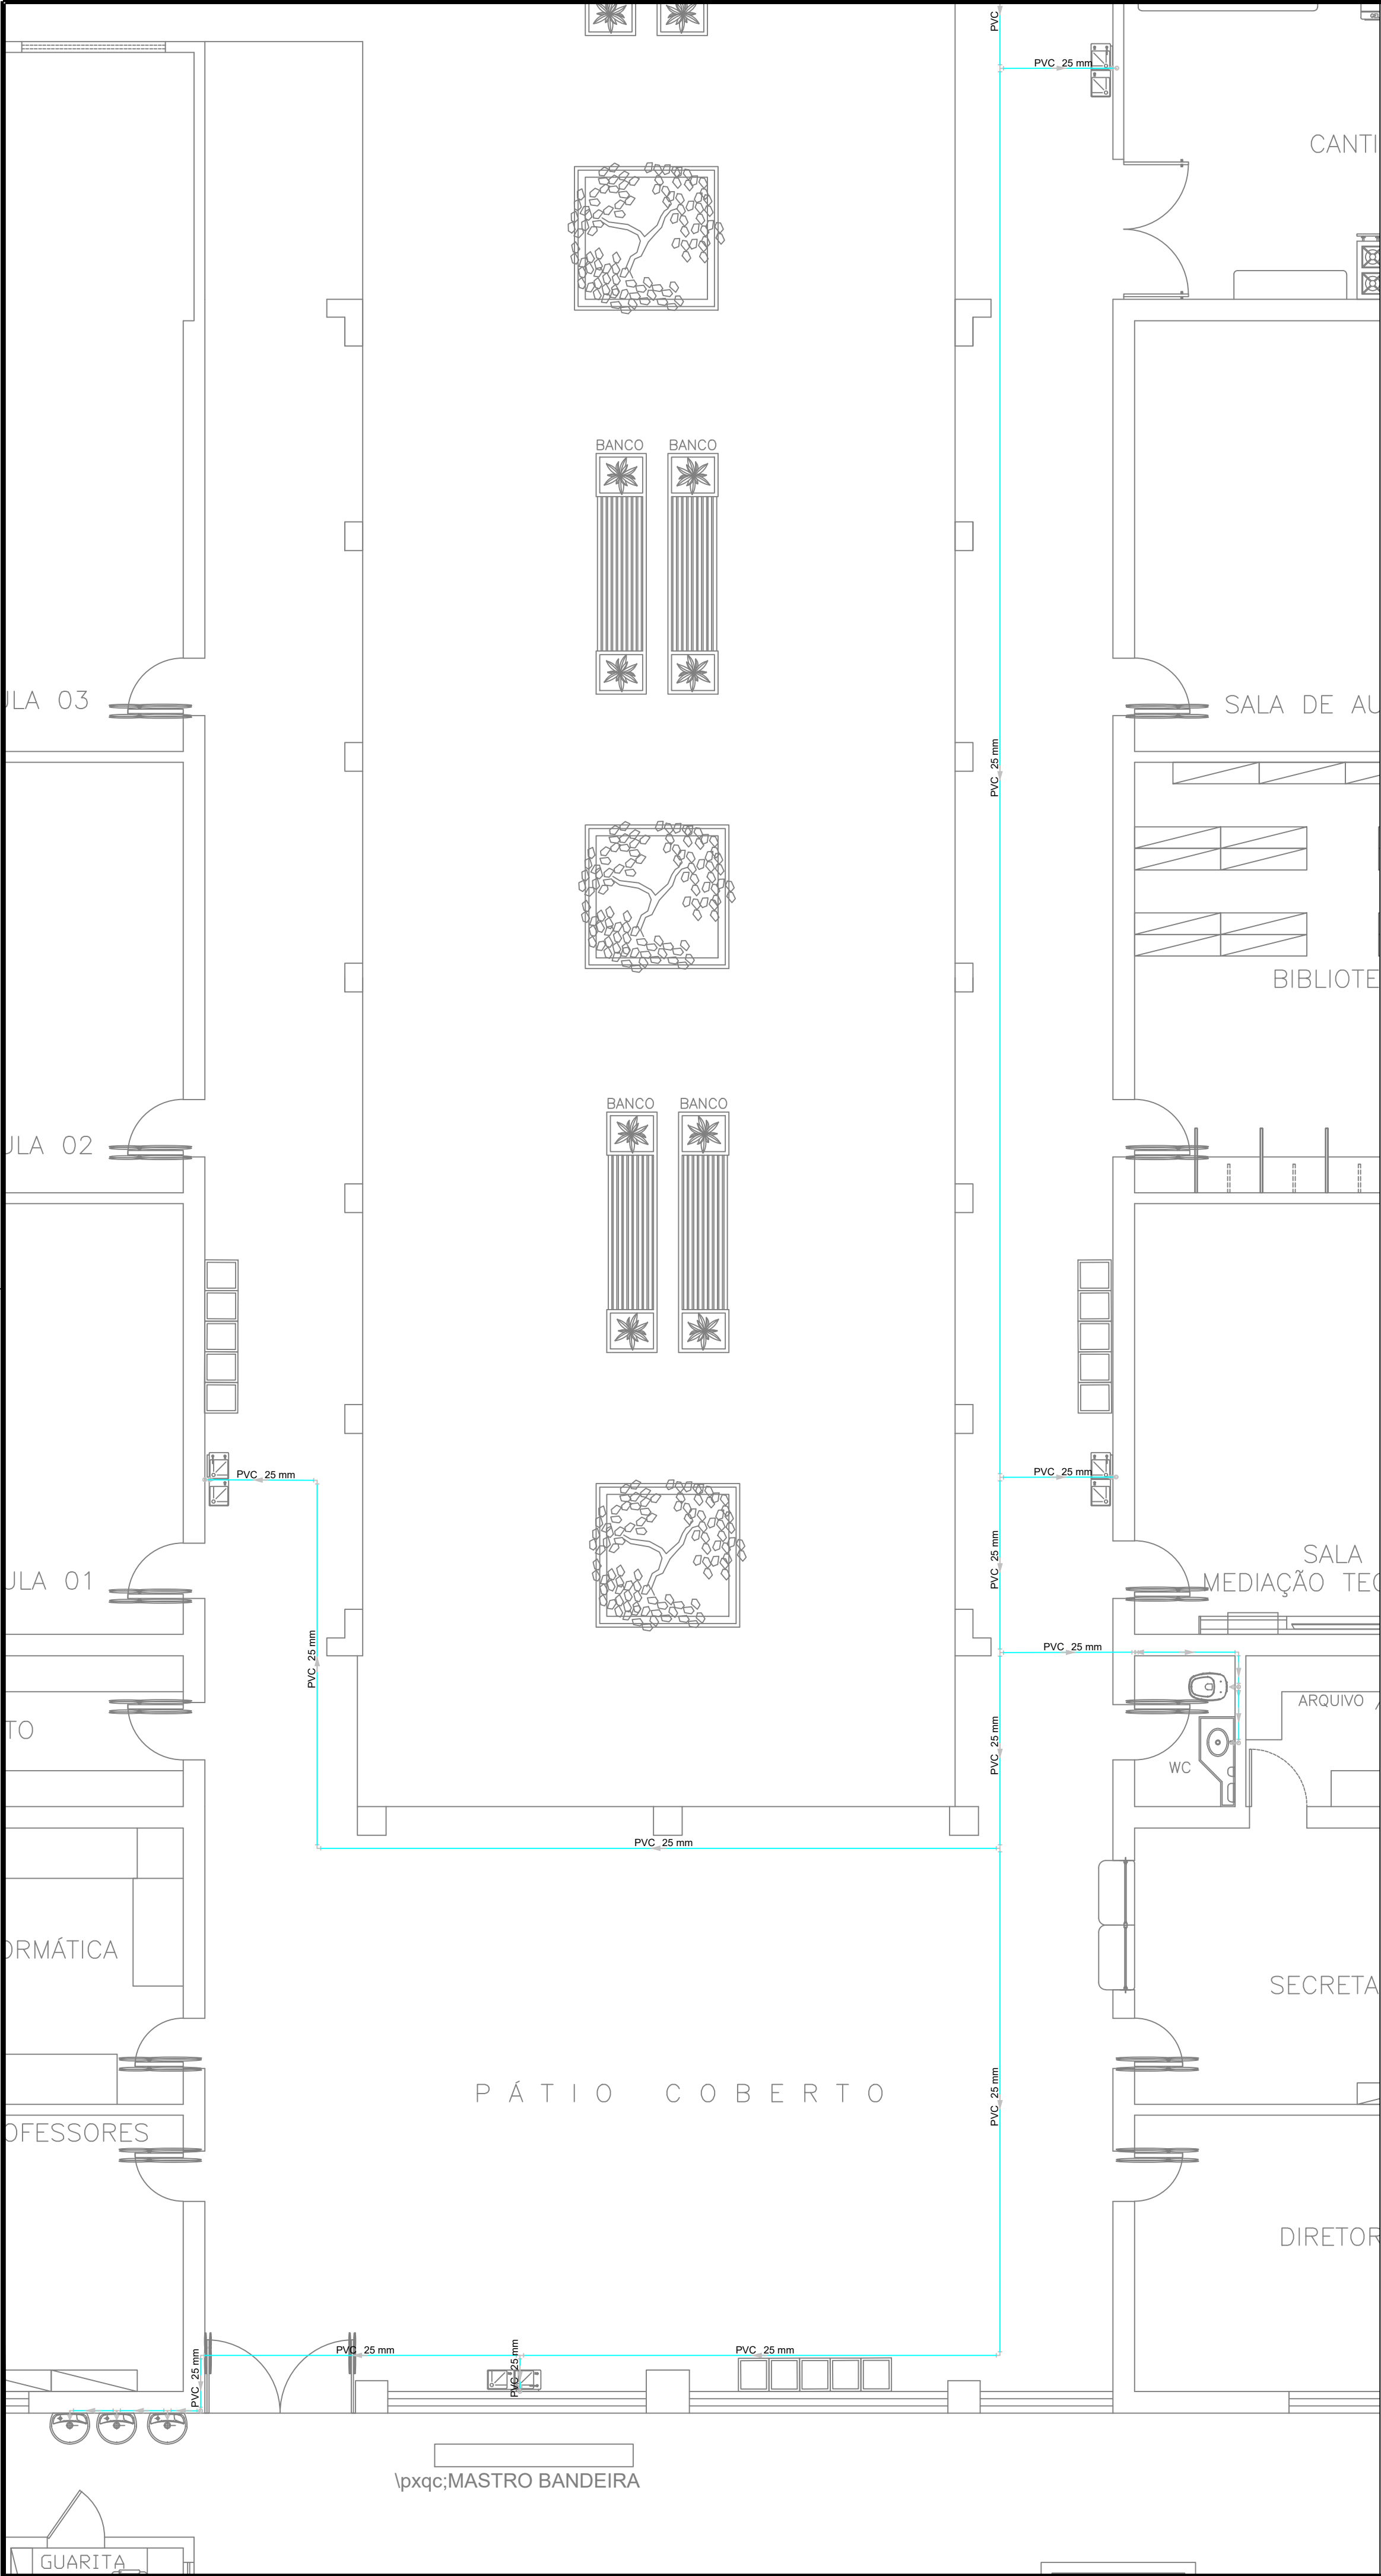 PVC
PVC 25 mm
CANTI
BANCO BANCO
ULA 03
SALA DE AU
PVC 25 mm
BIBLIOTE
BANCO BANCO
ULA 02
PVC 25 mm
PVC 25 mm
PVC 25 mm
SALA
MEDIAÇÃO TEC
ULA 01
PVC 25 mm
PVC 25 mm
ARQUIVO
TO
PVC 25 mm
WC
PVC 25 mm
ORMÁTICA
SECRETA
PÁTIO COBERTO
PVC 25 mm
OFESSORES
DIRETOR
PVC 25 mm
PVC 25 mm
PVC 25 mm
PVC 25 mm
\pxqc;MASTRO BANDEIRA
GUARITA